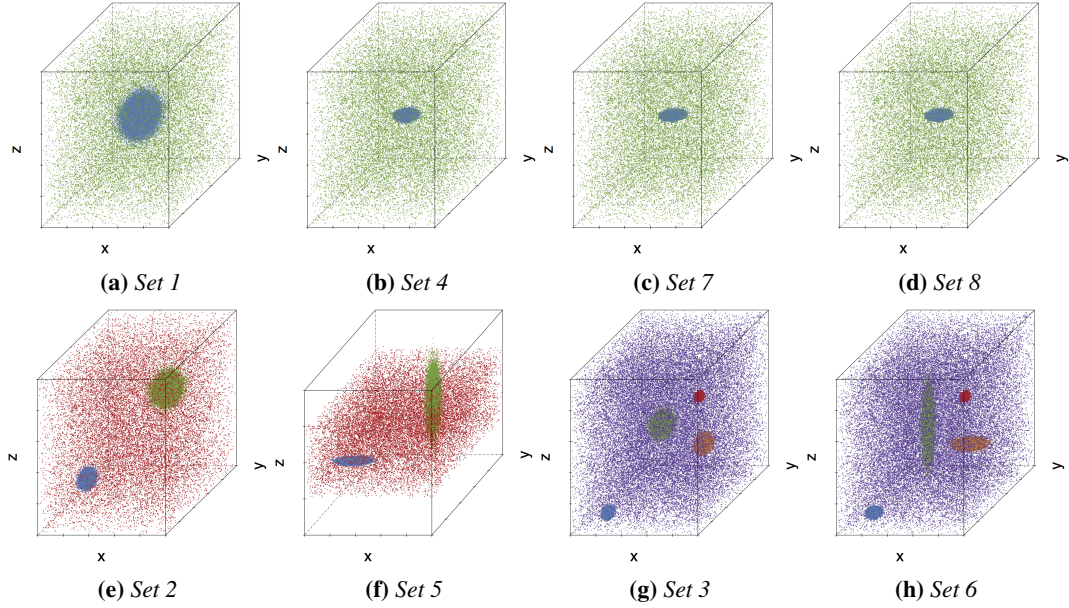 z y z y z y z y
x x x x
(a) Set 1 (b) Set 4 (c) Set 7 (d) Set 8
z y z y z y z y
x x x x
(e) Set 2 (f) Set 5 (g) Set 3 (h) Set 6